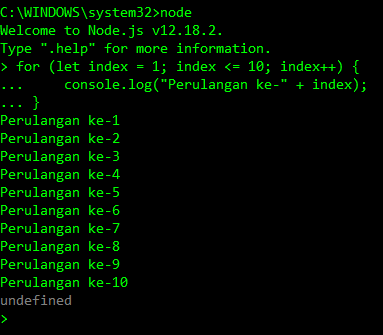 C:\WINDOWS\system32>node
Welcome to Node.js v12.18.2.
Type ".help" for more information.
> for (let index = 1; index <= 10; index++) {
...     console.log("Perulangan ke-" + index);
... }
Perulangan ke-1
Perulangan ke-2
Perulangan ke-3
Perulangan ke-4
Perulangan ke-5
Perulangan ke-6
Perulangan ke-7
Perulangan ke-8
Perulangan ke-9
Perulangan ke-10
undefined
>